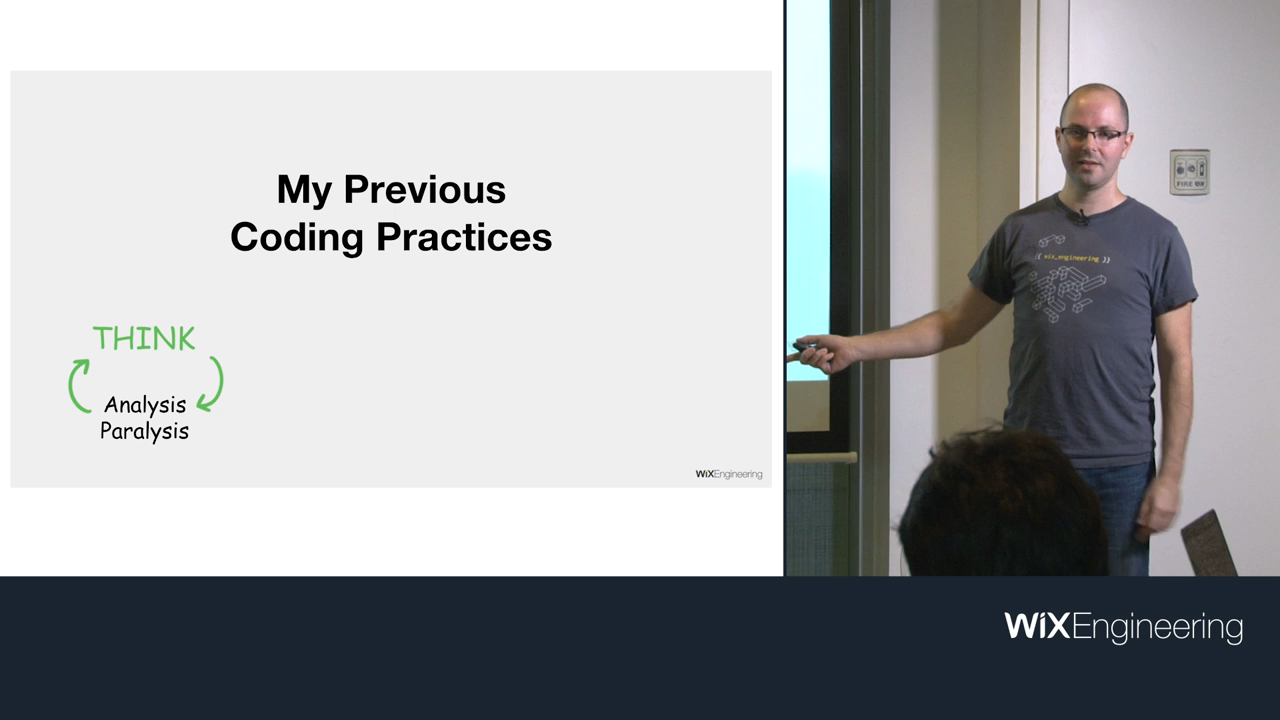 My Previous
Coding Practices
THINK
Analysis
Paralysis
WiXEngineering
{{ wix_engineering }}
FIRE
WiXEngineering